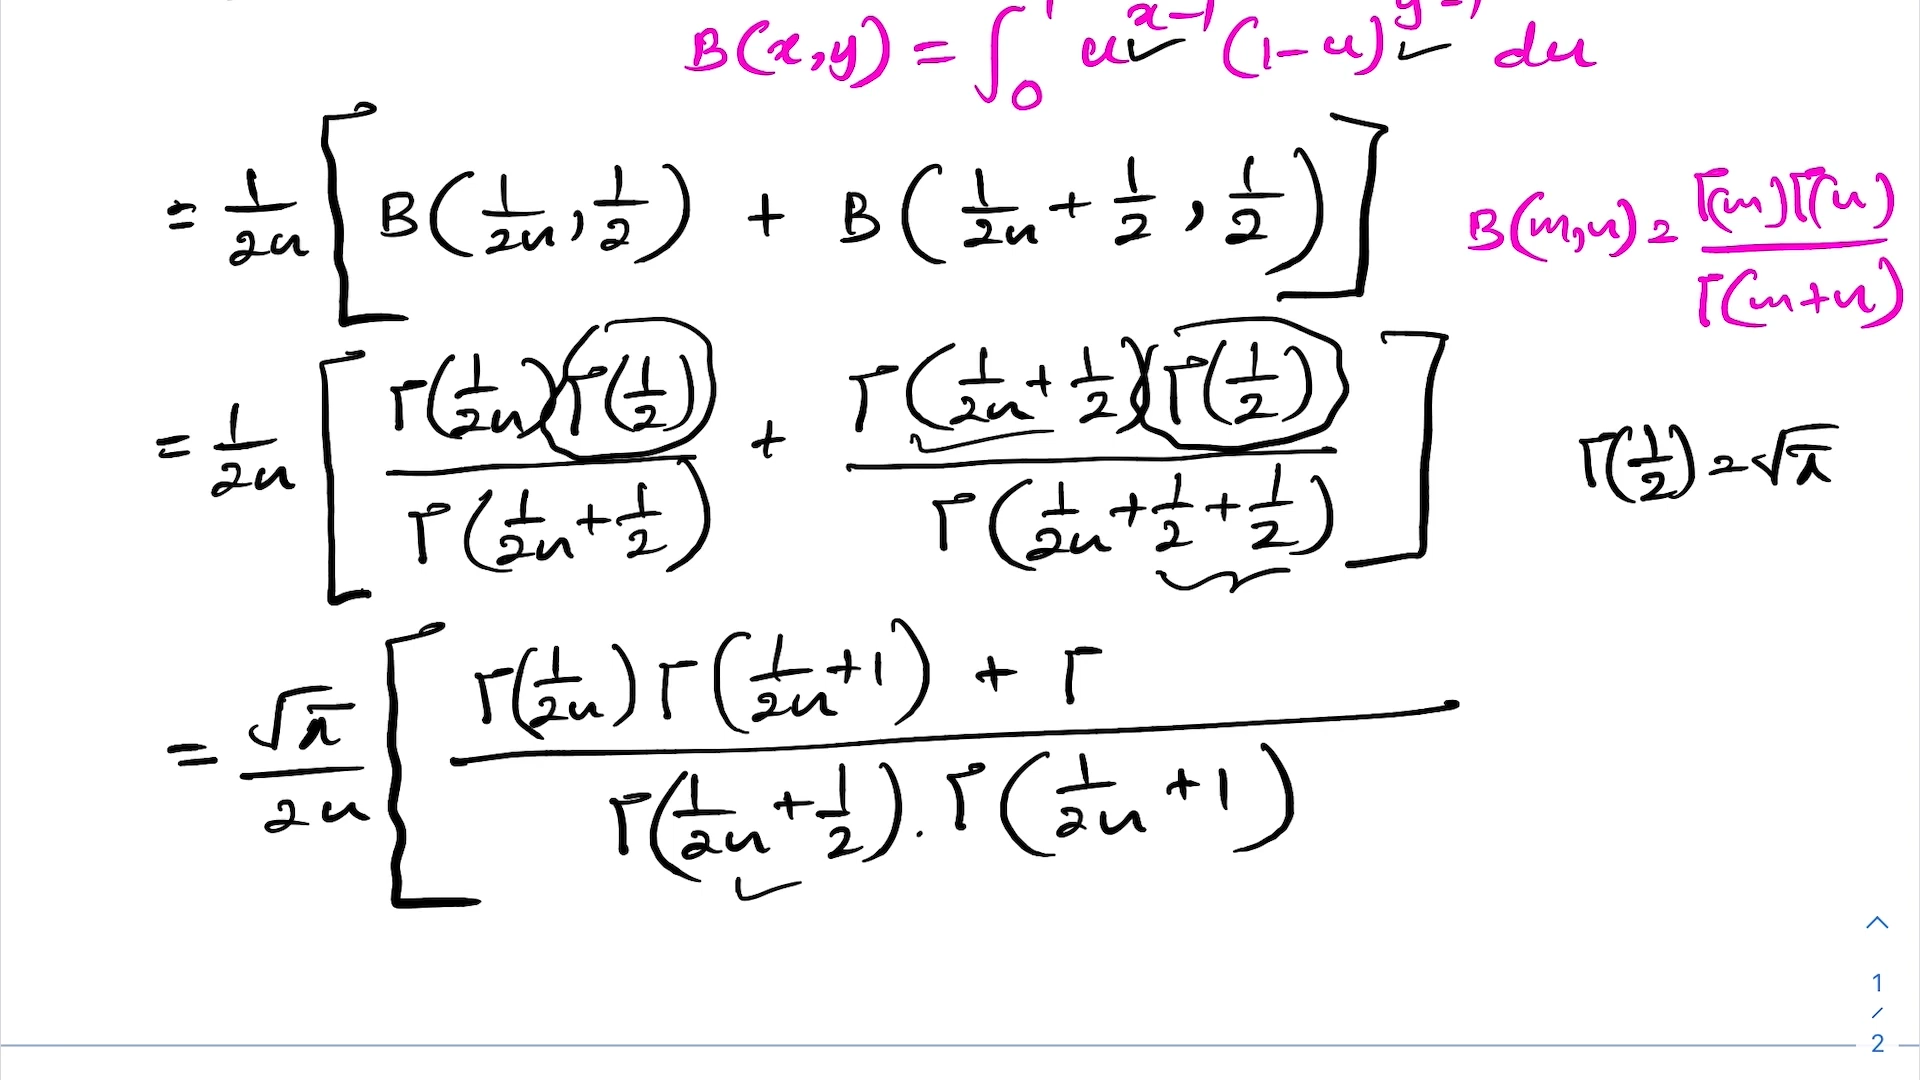 B(x,y) = ∫₀¹ u^(x-1) (1-u)^(y-1) du
= 1/2n [ B(1/2n, 1/2) + B(1/2n + 1/2, 1/2) ]
B(m,n) = Γ(m)Γ(n) / Γ(m+n)
= 1/2n [ Γ(1/2n)Γ(1/2) / Γ(1/2n + 1/2) + Γ(1/2n + 1/2)Γ(1/2) / Γ(1/2n + 1/2 + 1/2) ]
Γ(1/2) = √π
= √π/2n [ Γ(1/2n) Γ(1/2n + 1) + Γ / Γ(1/2n + 1/2) . Γ(1/2n + 1)
1
/
2